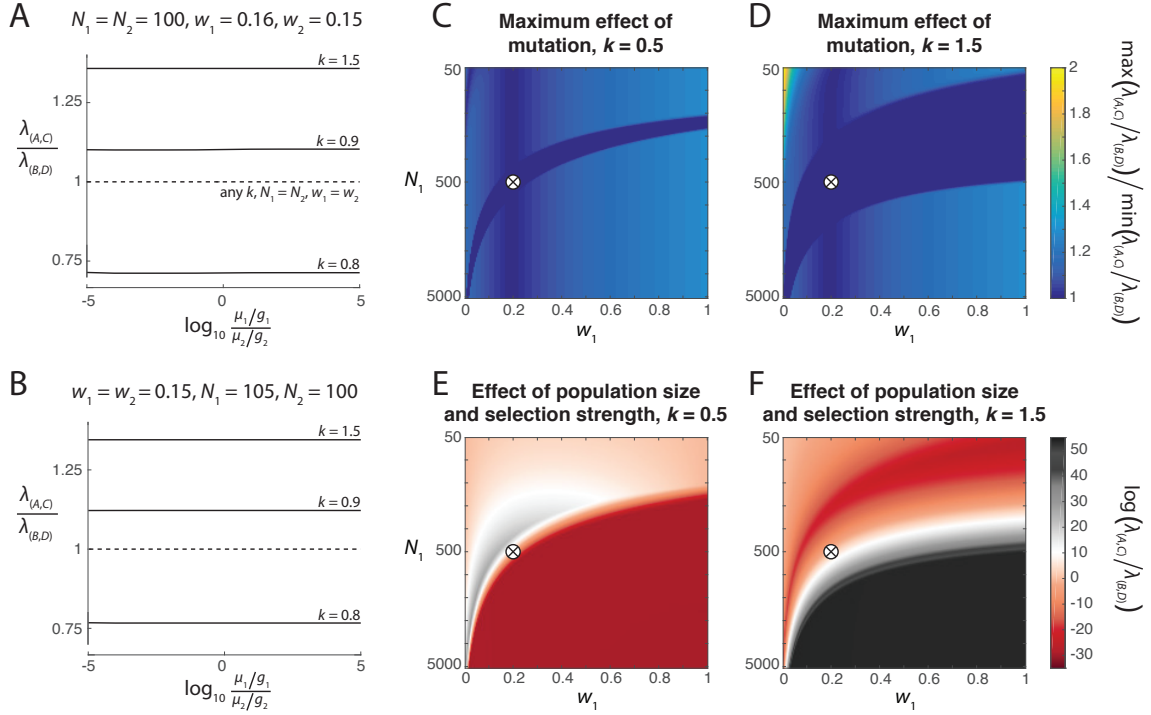 A
N₁ = N₂ = 100, w₁ = 0.16, w₂ = 0.15
λ(A,C)
λ(B,D)
1.25
1
0.75
k = 1.5
k = 0.9
any k, N₁ = N₂, w₁ = w₂
k = 0.8
-5 0 5
log₁₀ μ₁/g₁
μ₂/g₂
B
w₁ = w₂ = 0.15, N₁ = 105, N₂ = 100
λ(A,C)
λ(B,D)
1.25
1
0.75
k = 1.5
k = 0.9
k = 0.8
-5 0 5
log₁₀ μ₁/g₁
μ₂/g₂
C
Maximum effect of
mutation, k = 0.5
N₁
50
500
5000
0 0.2 0.4 0.6 0.8 1
w₁
D
Maximum effect of
mutation, k = 1.5
50
500
5000
0 0.2 0.4 0.6 0.8 1
w₁
2
1.8
1.6
1.4
1.2
1
max(λ(A,C)/λ(B,D)) / min(λ(A,C)/λ(B,D))
E
Effect of population size
and selection strength, k = 0.5
N₁
50
500
5000
0 0.2 0.4 0.6 0.8 1
w₁
F
Effect of population size
and selection strength, k = 1.5
50
500
5000
0 0.2 0.4 0.6 0.8 1
w₁
50
40
30
20
10
0
-10
-20
-30
log(λ(A,C)/λ(B,D))